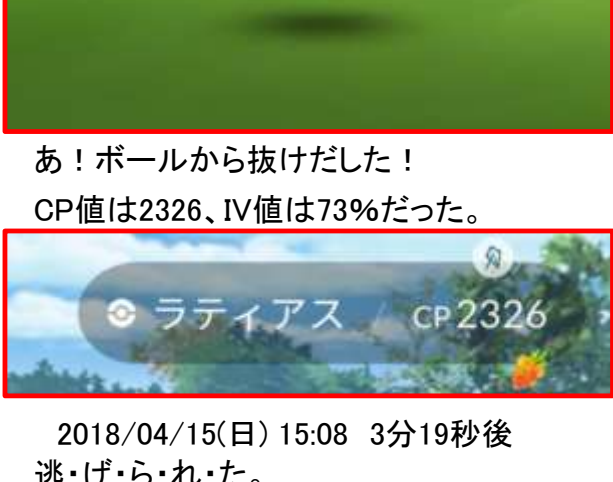 あ！ボールから抜けだした！
CP値は2326、IV値は73%だった。
ラティアス / CP2326
2018/04/15(日) 15:08 3分19秒後
逃・げ・ら・れ・た。